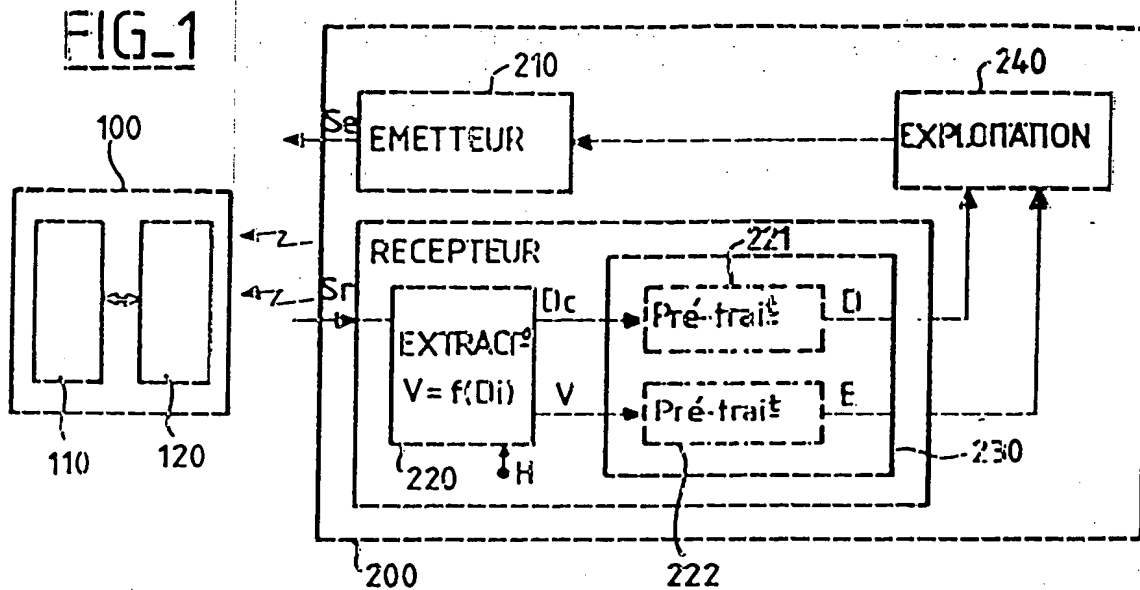 FIG_1
210
240
100
Se
EMETTEUR
EXPLOITATION
RECEPTEUR
221
Sr
Dc
Pré-trait
D
EXTRACT°
V = f(Di)
V
Pré-trait
E
110
120
220
H
230
200
222